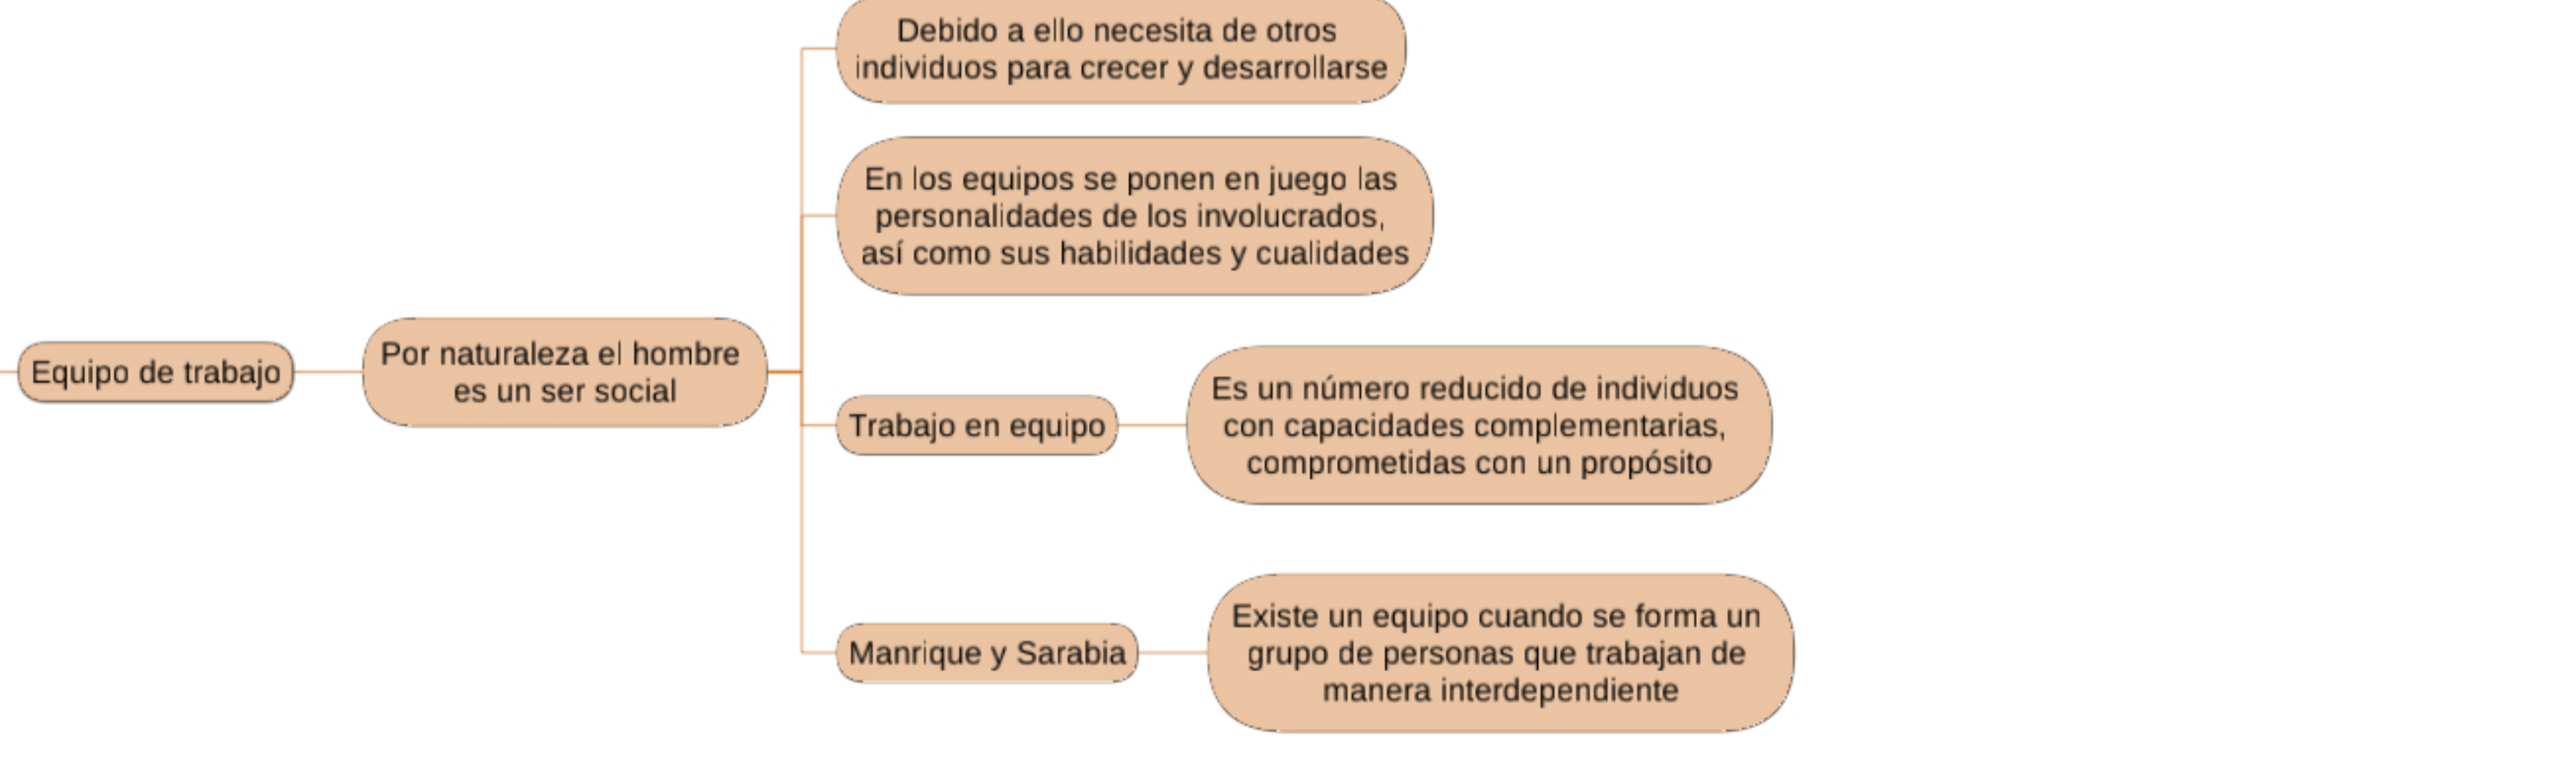 Debido a ello necesita de otros
individuos para crecer y desarrollarse
En los equipos se ponen en juego las
personalidades de los involucrados,
así como sus habilidades y cualidades
Equipo de trabajo
Por naturaleza el hombre
es un ser social
Trabajo en equipo
Es un número reducido de individuos
con capacidades complementarias,
comprometidas con un propósito
Manrique y Sarabia
Existe un equipo cuando se forma un
grupo de personas que trabajan de
manera interdependiente